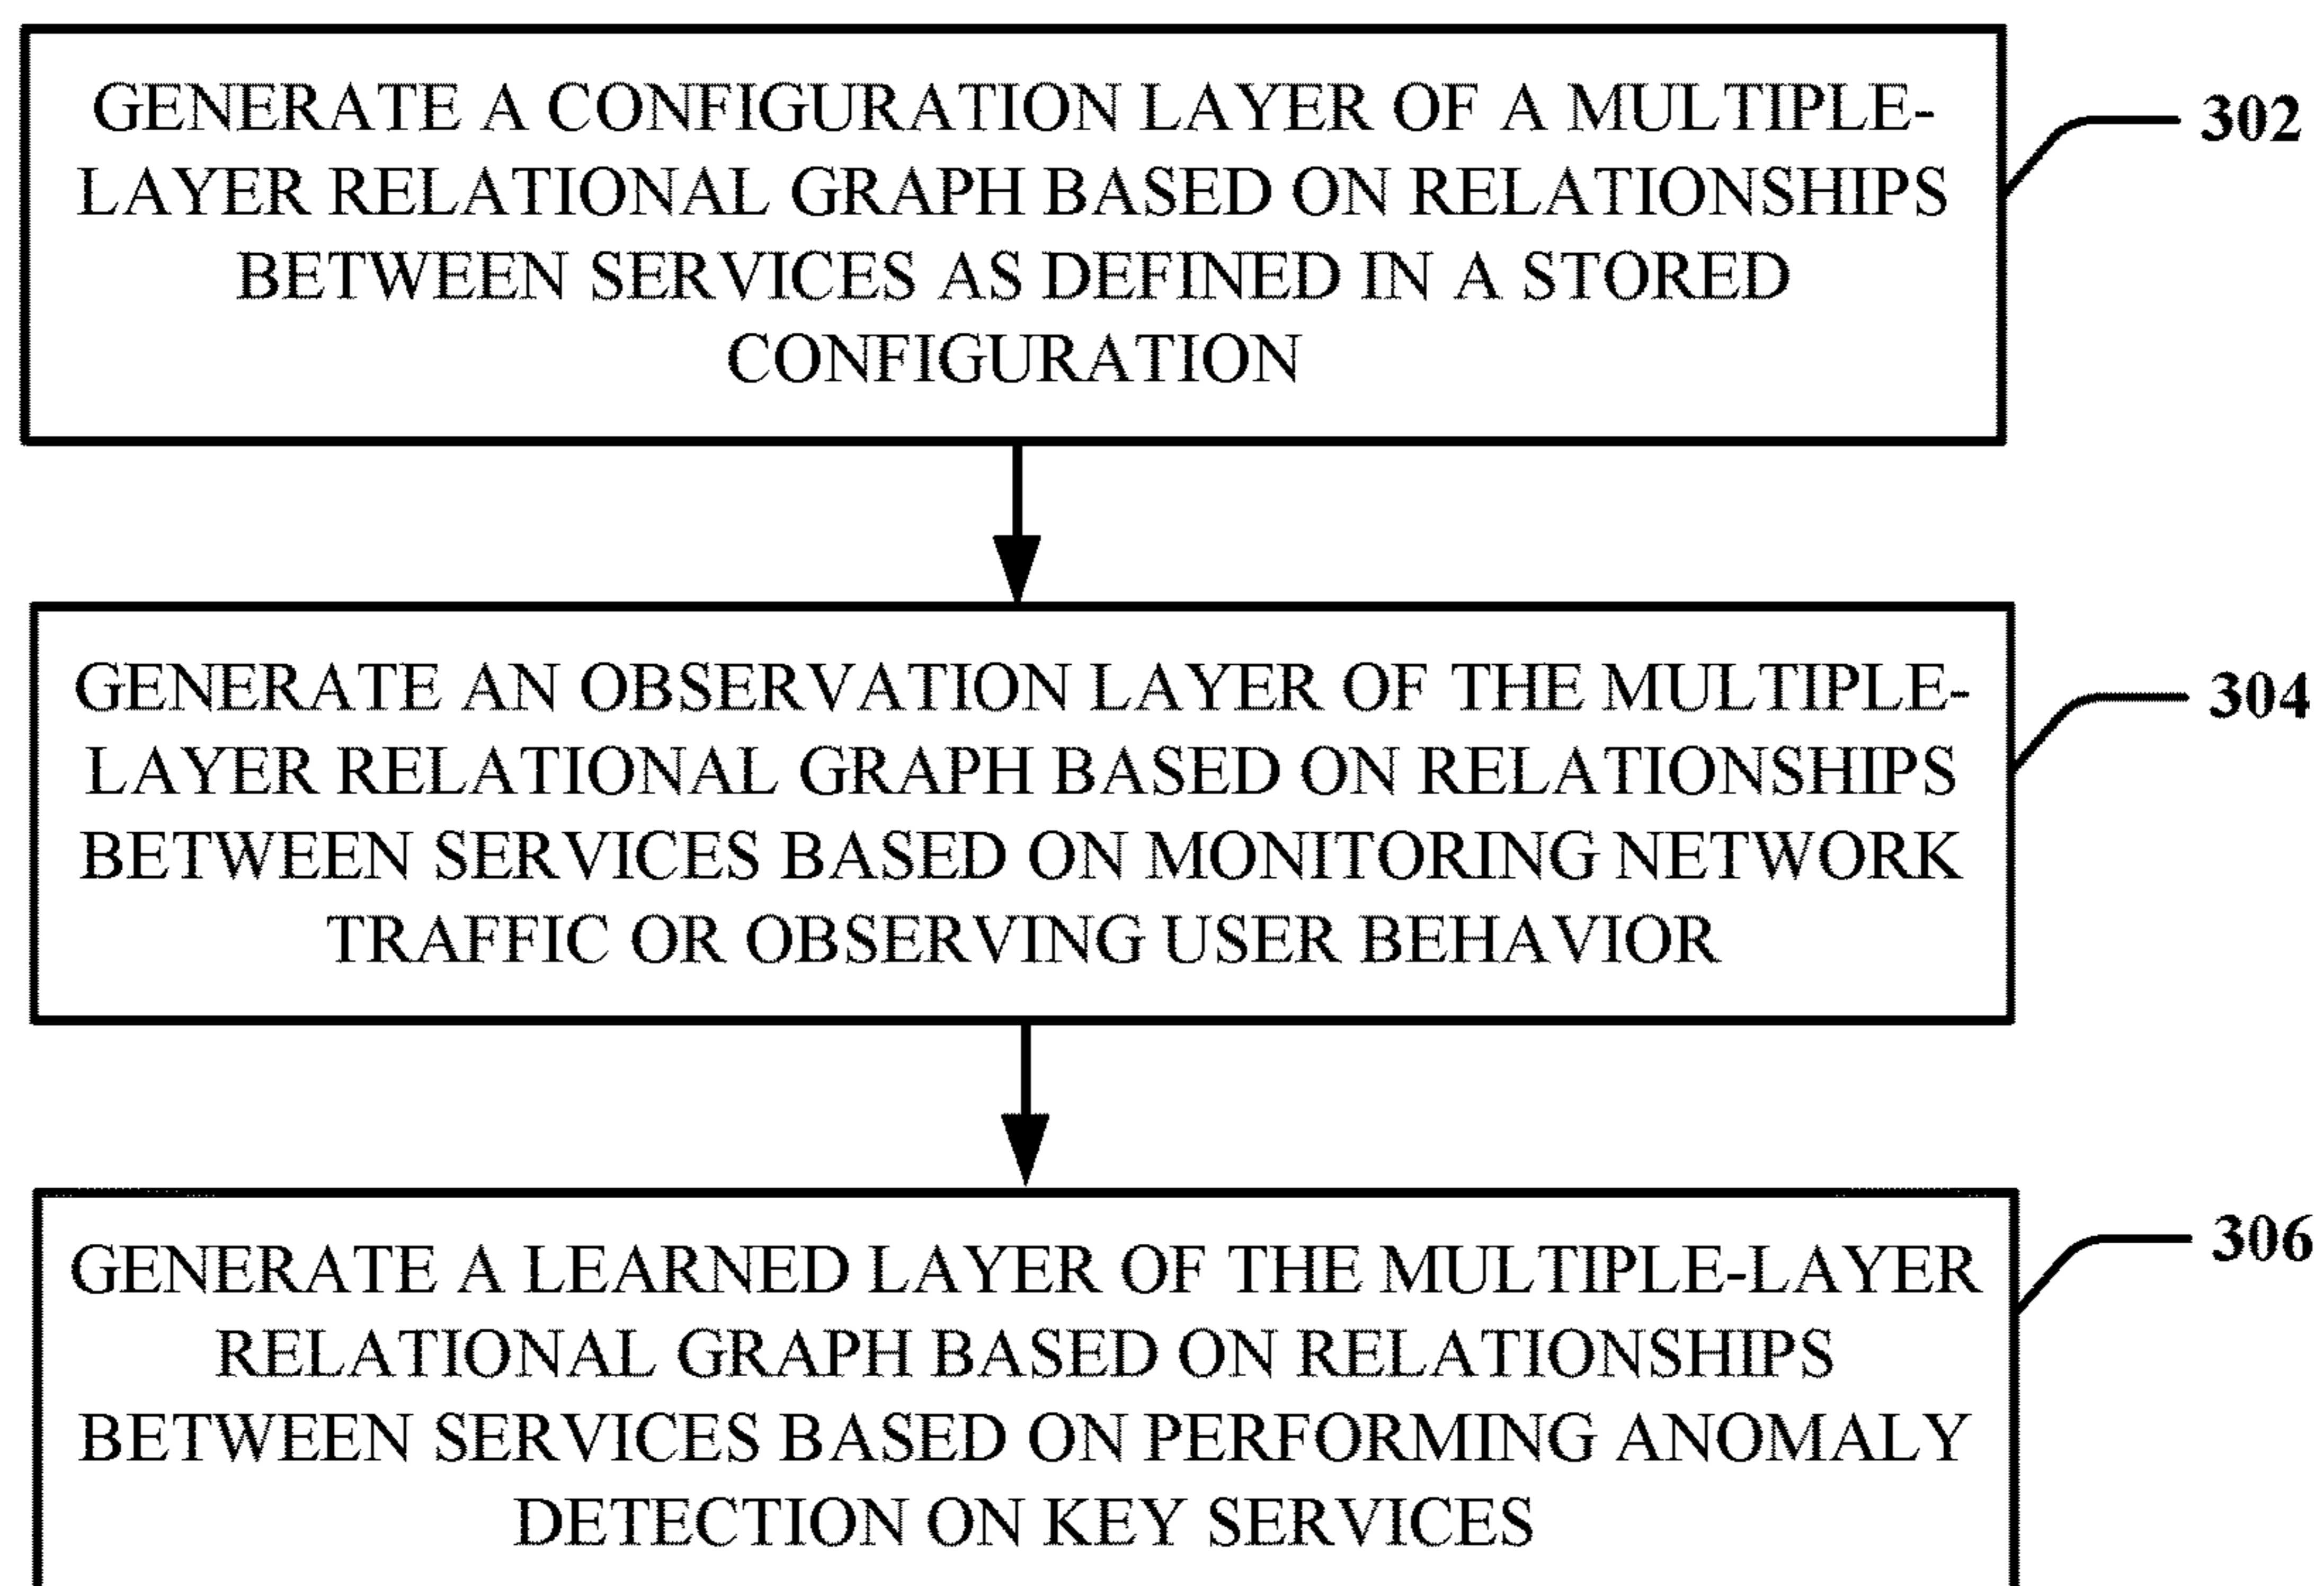 GENERATE A CONFIGURATION LAYER OF A MULTIPLE-
LAYER RELATIONAL GRAPH BASED ON RELATIONSHIPS
BETWEEN SERVICES AS DEFINED IN A STORED
CONFIGURATION
302
GENERATE AN OBSERVATION LAYER OF THE MULTIPLE-
LAYER RELATIONAL GRAPH BASED ON RELATIONSHIPS
BETWEEN SERVICES BASED ON MONITORING NETWORK
TRAFFIC OR OBSERVING USER BEHAVIOR
304
GENERATE A LEARNED LAYER OF THE MULTIPLE-LAYER
RELATIONAL GRAPH BASED ON RELATIONSHIPS
BETWEEN SERVICES BASED ON PERFORMING ANOMALY
DETECTION ON KEY SERVICES
306